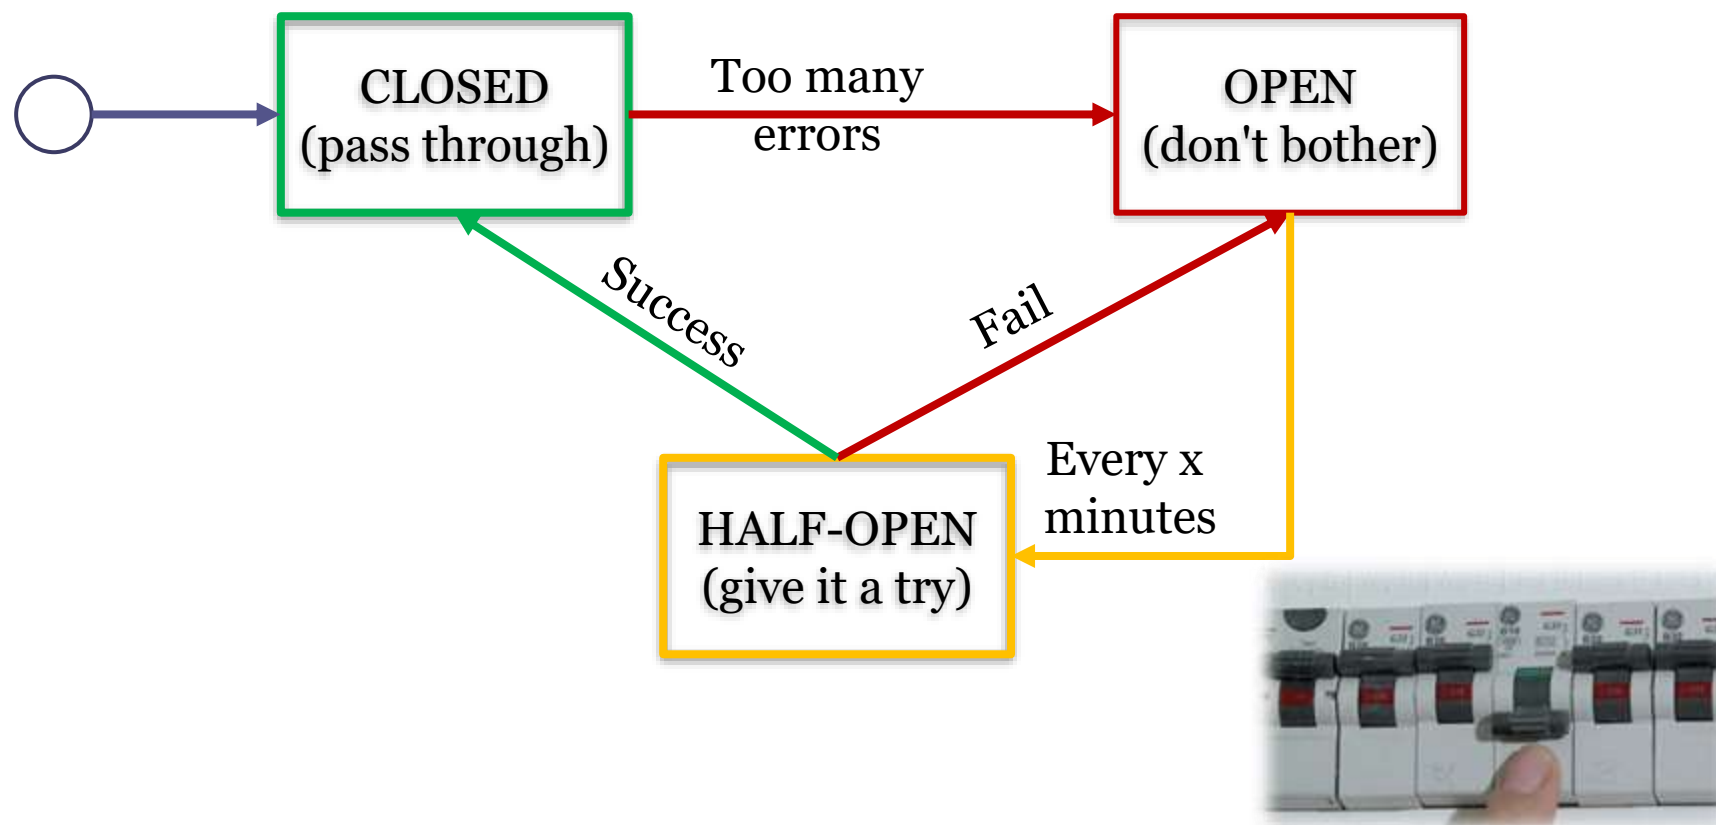 CLOSED
(pass through)
Too many
errors
OPEN
(don't bother)
Success
Fail
Every x
minutes
HALF-OPEN
(give it a try)